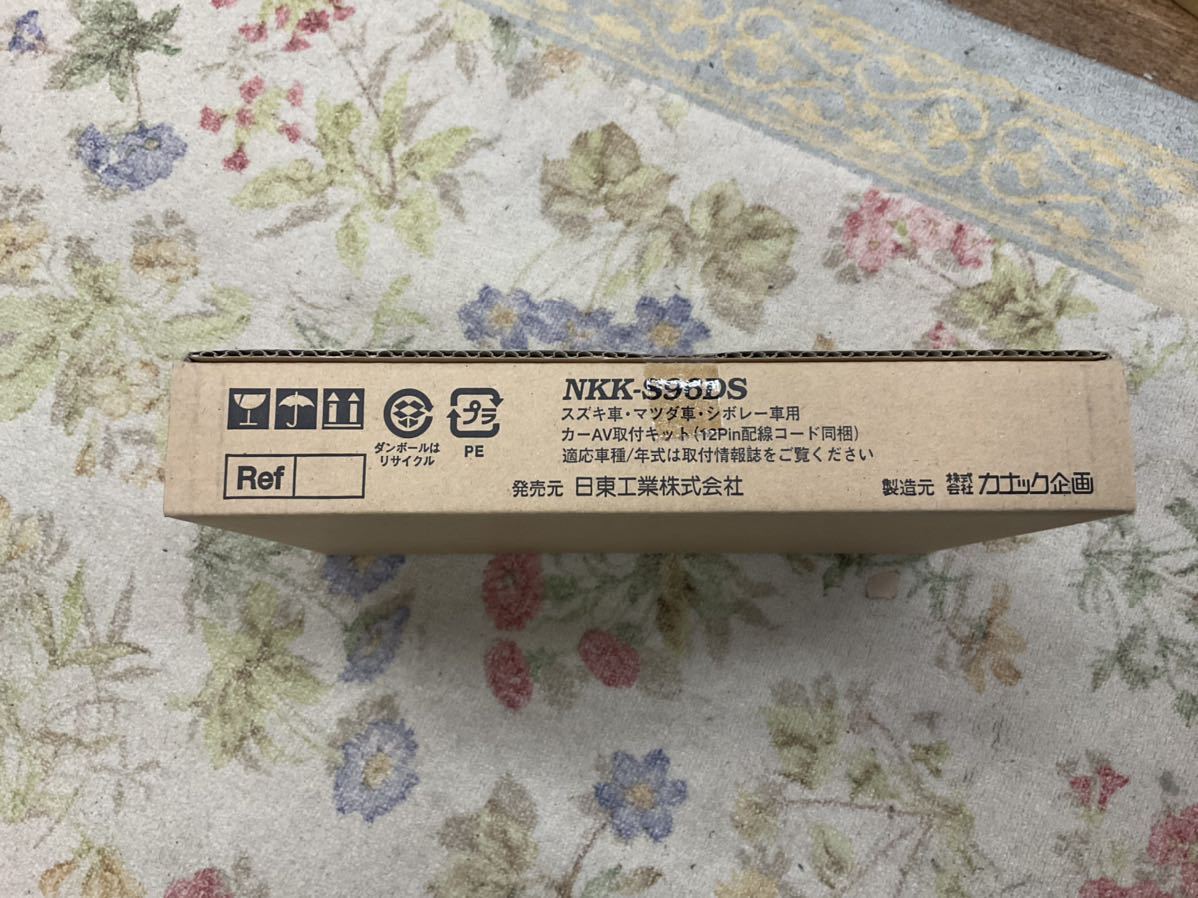 NKK-S96DS
スズキ車・マツダ車・シボレー車用
カーAV取付キット(12Pin配線コード同梱)
適応車種/年式は取付情報誌をご覧ください
ダンボールは
リサイクル
プラ
PE
Ref
発売元 日東工業株式会社
製造元 株式会社 カナック企画